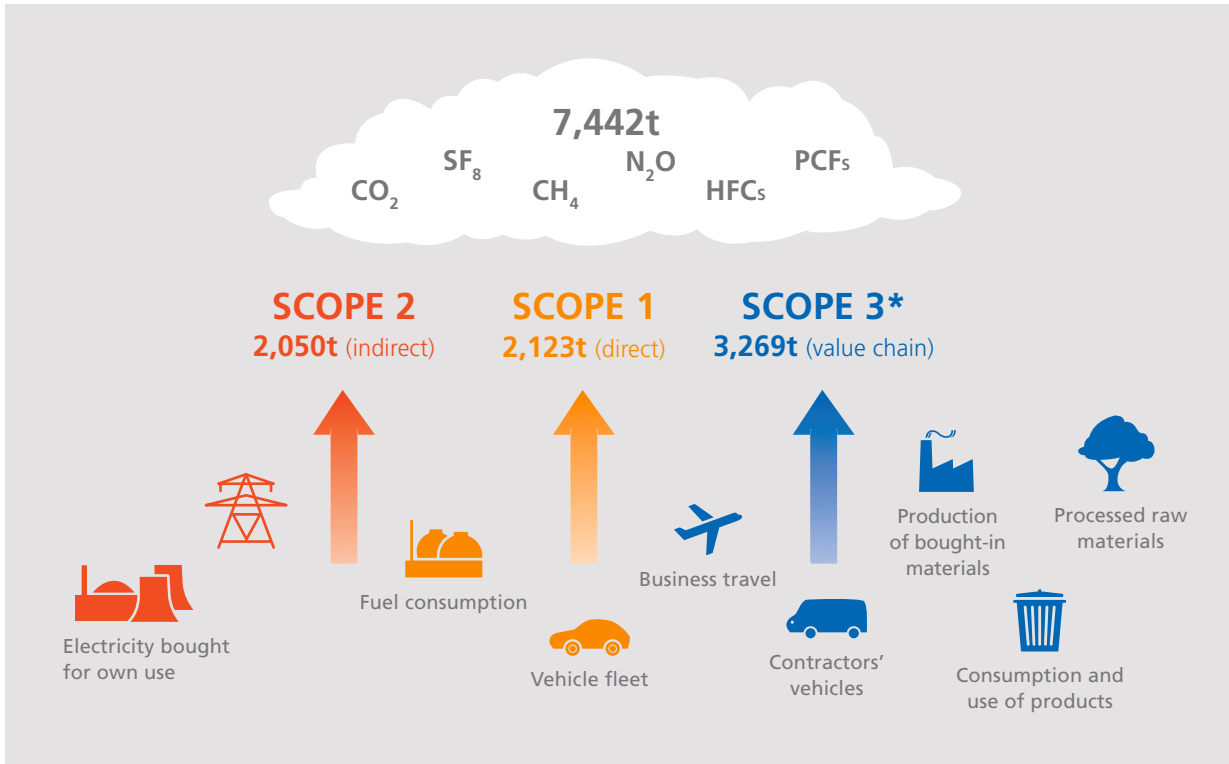 7,442t
CO2
SF8
CH4
N2O
HFCs
PCFs
SCOPE 2
2,050t (indirect)
SCOPE 1
2,123t (direct)
SCOPE 3*
3,269t (value chain)
Electricity bought
for own use
Fuel consumption
Vehicle fleet
Business travel
Contractors'
vehicles
Production
of bought-in
materials
Processed raw
materials
Consumption and
use of products